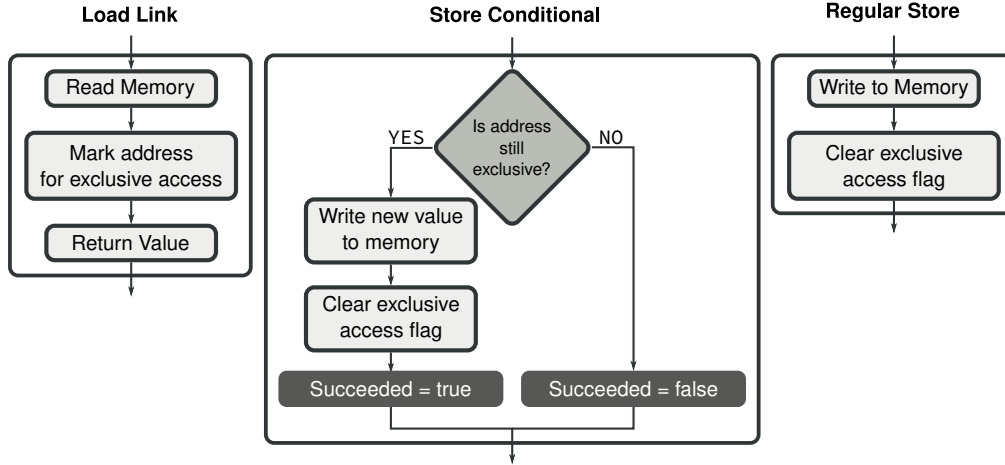 Load Link
Read Memory
Mark address
for exclusive access
Return Value
Store Conditional
Is address
still
exclusive?
YES
NO
Write new value
to memory
Clear exclusive
access flag
Succeeded = true
Succeeded = false
Regular Store
Write to Memory
Clear exclusive
access flag